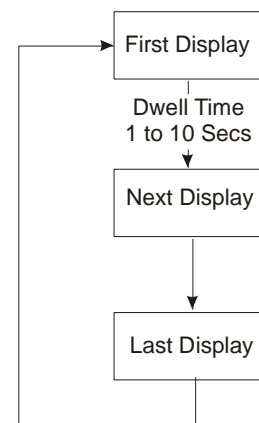 First Display
Dwell Time
1 to 10 Secs
Next Display
Last Display